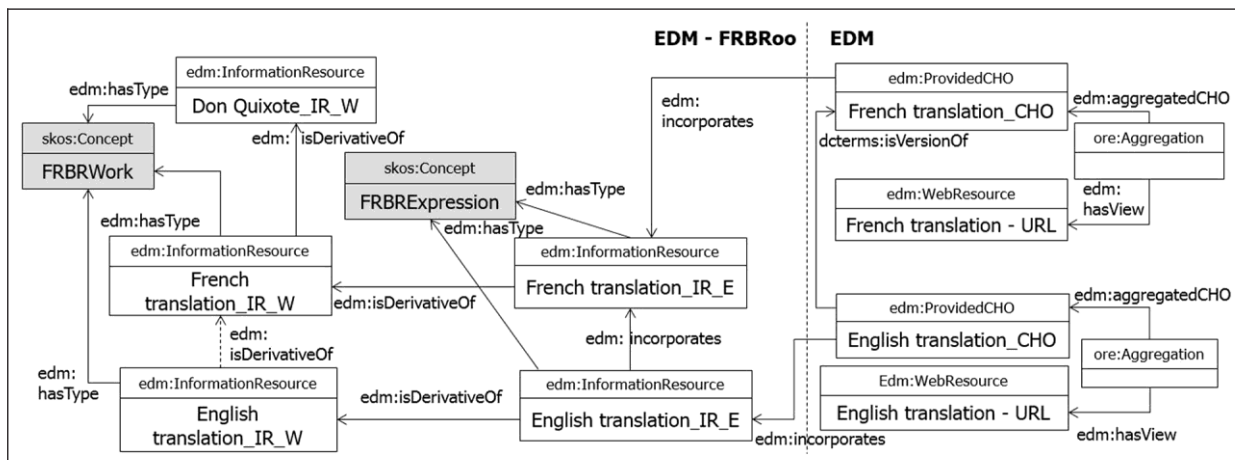 EDM - FRBRoo
EDM
edm:InformationResource
Don Quixote_IR_W
edm:hasType
skos:Concept
FRBRWork
edm: isDerivativeOf
edm:hasType
edm:InformationResource
French
translation_IR_W
edm:
isDerivativeOf
edm:
hasType
edm:InformationResource
English
translation_IR_W
skos:Concept
FRBRExpression
edm:hasType
edm:hasType
edm:InformationResource
French translation_IR_E
edm:isDerivativeOf
edm: incorporates
edm:InformationResource
English translation_IR_E
edm:isDerivativeOf
edm:
incorporates
edm:incorporates
edm:ProvidedCHO
French translation_CHO
dcterms:isVersionOf
edm:aggregatedCHO
ore:Aggregation
edm:
hasView
edm:WebResource
French translation - URL
edm:ProvidedCHO
English translation_CHO
edm:aggregatedCHO
ore:Aggregation
Edm:WebResource
English translation - URL
edm:hasView